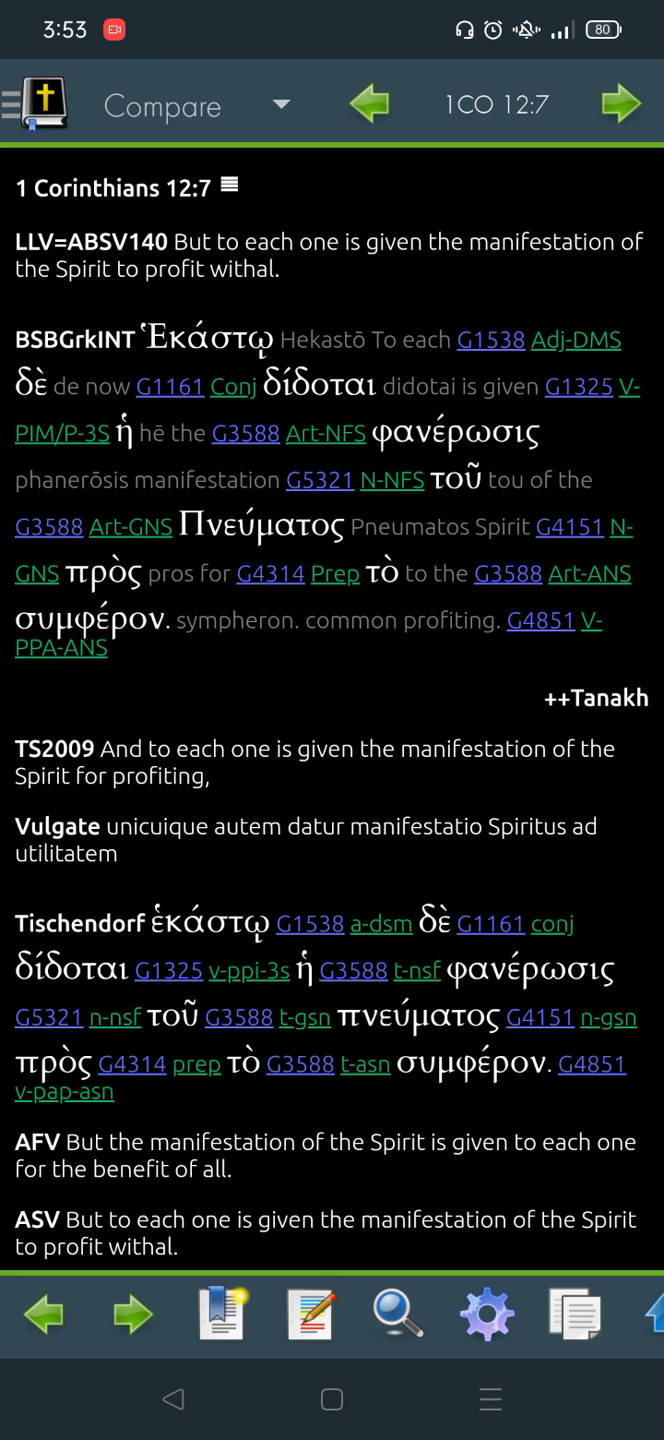 3:53
80
Compare
1CO 12:7
1 Corinthians 12:7
LLV=ABSV140 But to each one is given the manifestation of
the Spirit to profit withal.
BSBGrkINT Ἑκάστῳ Hekastō To each G1538 Adj-DMS
δὲ de now G1161 Conj δίδοται didotai is given G1325 V-
PIM/P-3S ἡ hē the G3588 Art-NFS φανέρωσις
phanerōsis manifestation G5321 N-NFS τοῦ tou of the
G3588 Art-GNS Πνεύματος Pneumatos Spirit G4151 N-
GNS πρὸς pros for G4314 Prep τὸ to the G3588 Art-ANS
συμφέρον. sympheron. common profiting. G4851 V-
PPA-ANS
++Tanakh
TS2009 And to each one is given the manifestation of the
Spirit for profiting,
Vulgate unicuique autem datur manifestatio Spiritus ad
utilitatem
Tischendorf ἑκάστῳ G1538 a-dsm δὲ G1161 conj
δίδοται G1325 v-ppi-3s ἡ G3588 t-nsf φανέρωσις
G5321 n-nsf τοῦ G3588 t-gsn πνεύματος G4151 n-gsn
πρὸς G4314 prep τὸ G3588 t-asn συμφέρον. G4851
v-pap-asn
AFV But the manifestation of the Spirit is given to each one
for the benefit of all.
ASV But to each one is given the manifestation of the Spirit
to profit withal.